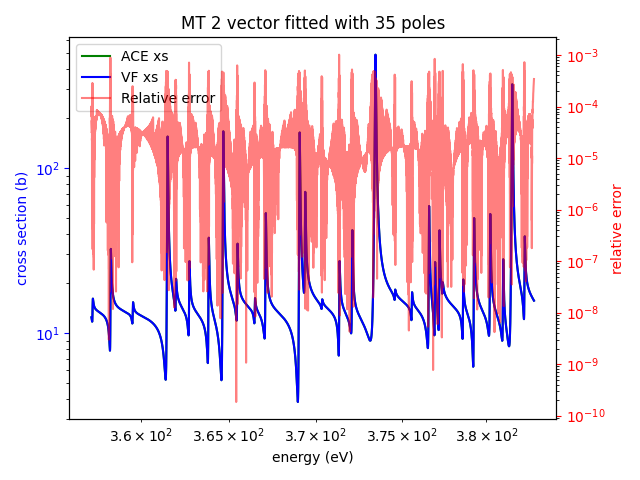 MT 2 vector fitted with 35 poles
ACE xs
VF xs
Relative error
cross section (b)
10²
10¹
relative error
10⁻³
10⁻⁴
10⁻⁵
10⁻⁶
10⁻⁷
10⁻⁸
10⁻⁹
10⁻¹⁰
3.6 × 10² 3.65 × 10² 3.7 × 10² 3.75 × 10² 3.8 × 10²
energy (eV)